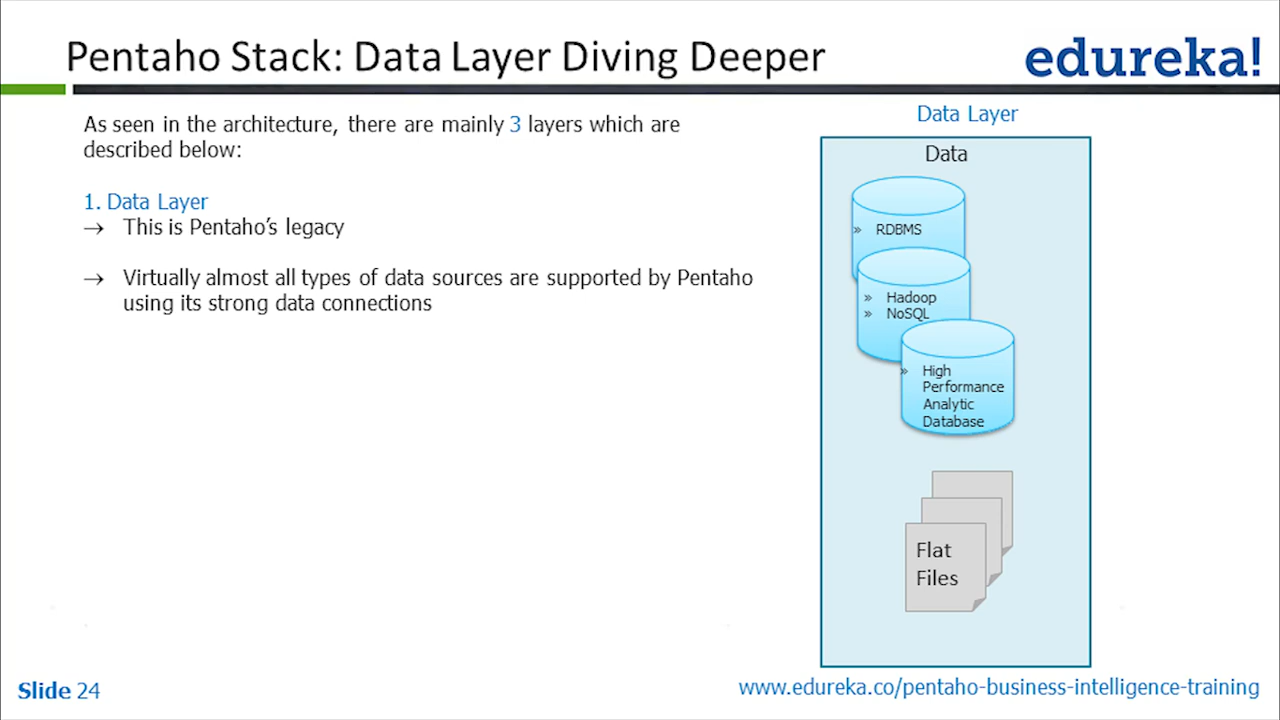 Pentaho Stack: Data Layer Diving Deeper
edureka!
As seen in the architecture, there are mainly 3 layers which are
described below:
1. Data Layer
→ This is Pentaho’s legacy
→ Virtually almost all types of data sources are supported by Pentaho
using its strong data connections
Data Layer
Data
» RDBMS
» Hadoop
» NoSQL
» High
Performance
Analytic
Database
Flat
Files
Slide 24
www.edureka.co/pentaho-business-intelligence-training